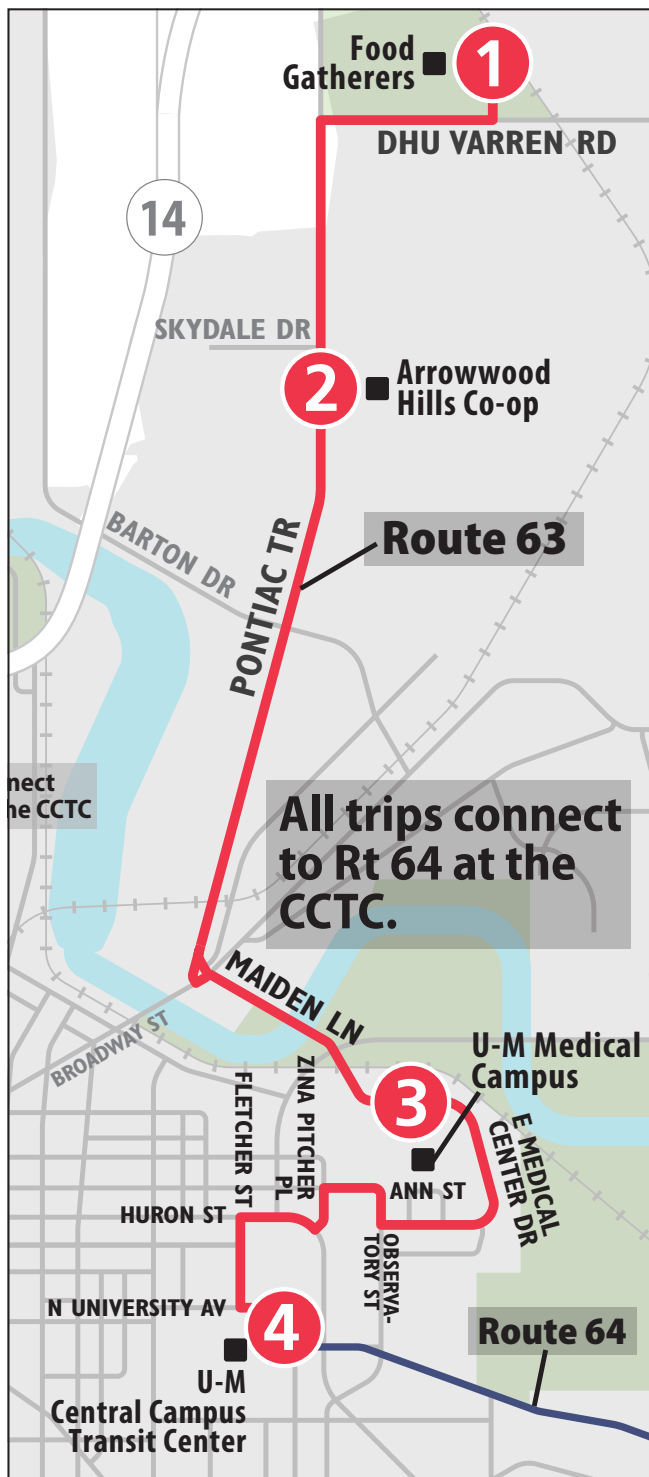 Food
Gatherers
1
DHU VARREN RD
14
SKYDALE DR
2
Arrowwood
Hills Co-op
BARTON DR
PONTIAC TR
Route 63
nect
he CCTC
All trips connect
to Rt 64 at the
CCTC.
MAIDEN LN
BROADWAY ST
U-M Medical
Campus
3
FLETCHER ST
ZINA PITCHER
PL
E MEDICAL
CENTER DR
ANN ST
HURON ST
OBSERVA-
TORY ST
N UNIVERSITY AV
4
Route 64
U-M
Central Campus
Transit Center